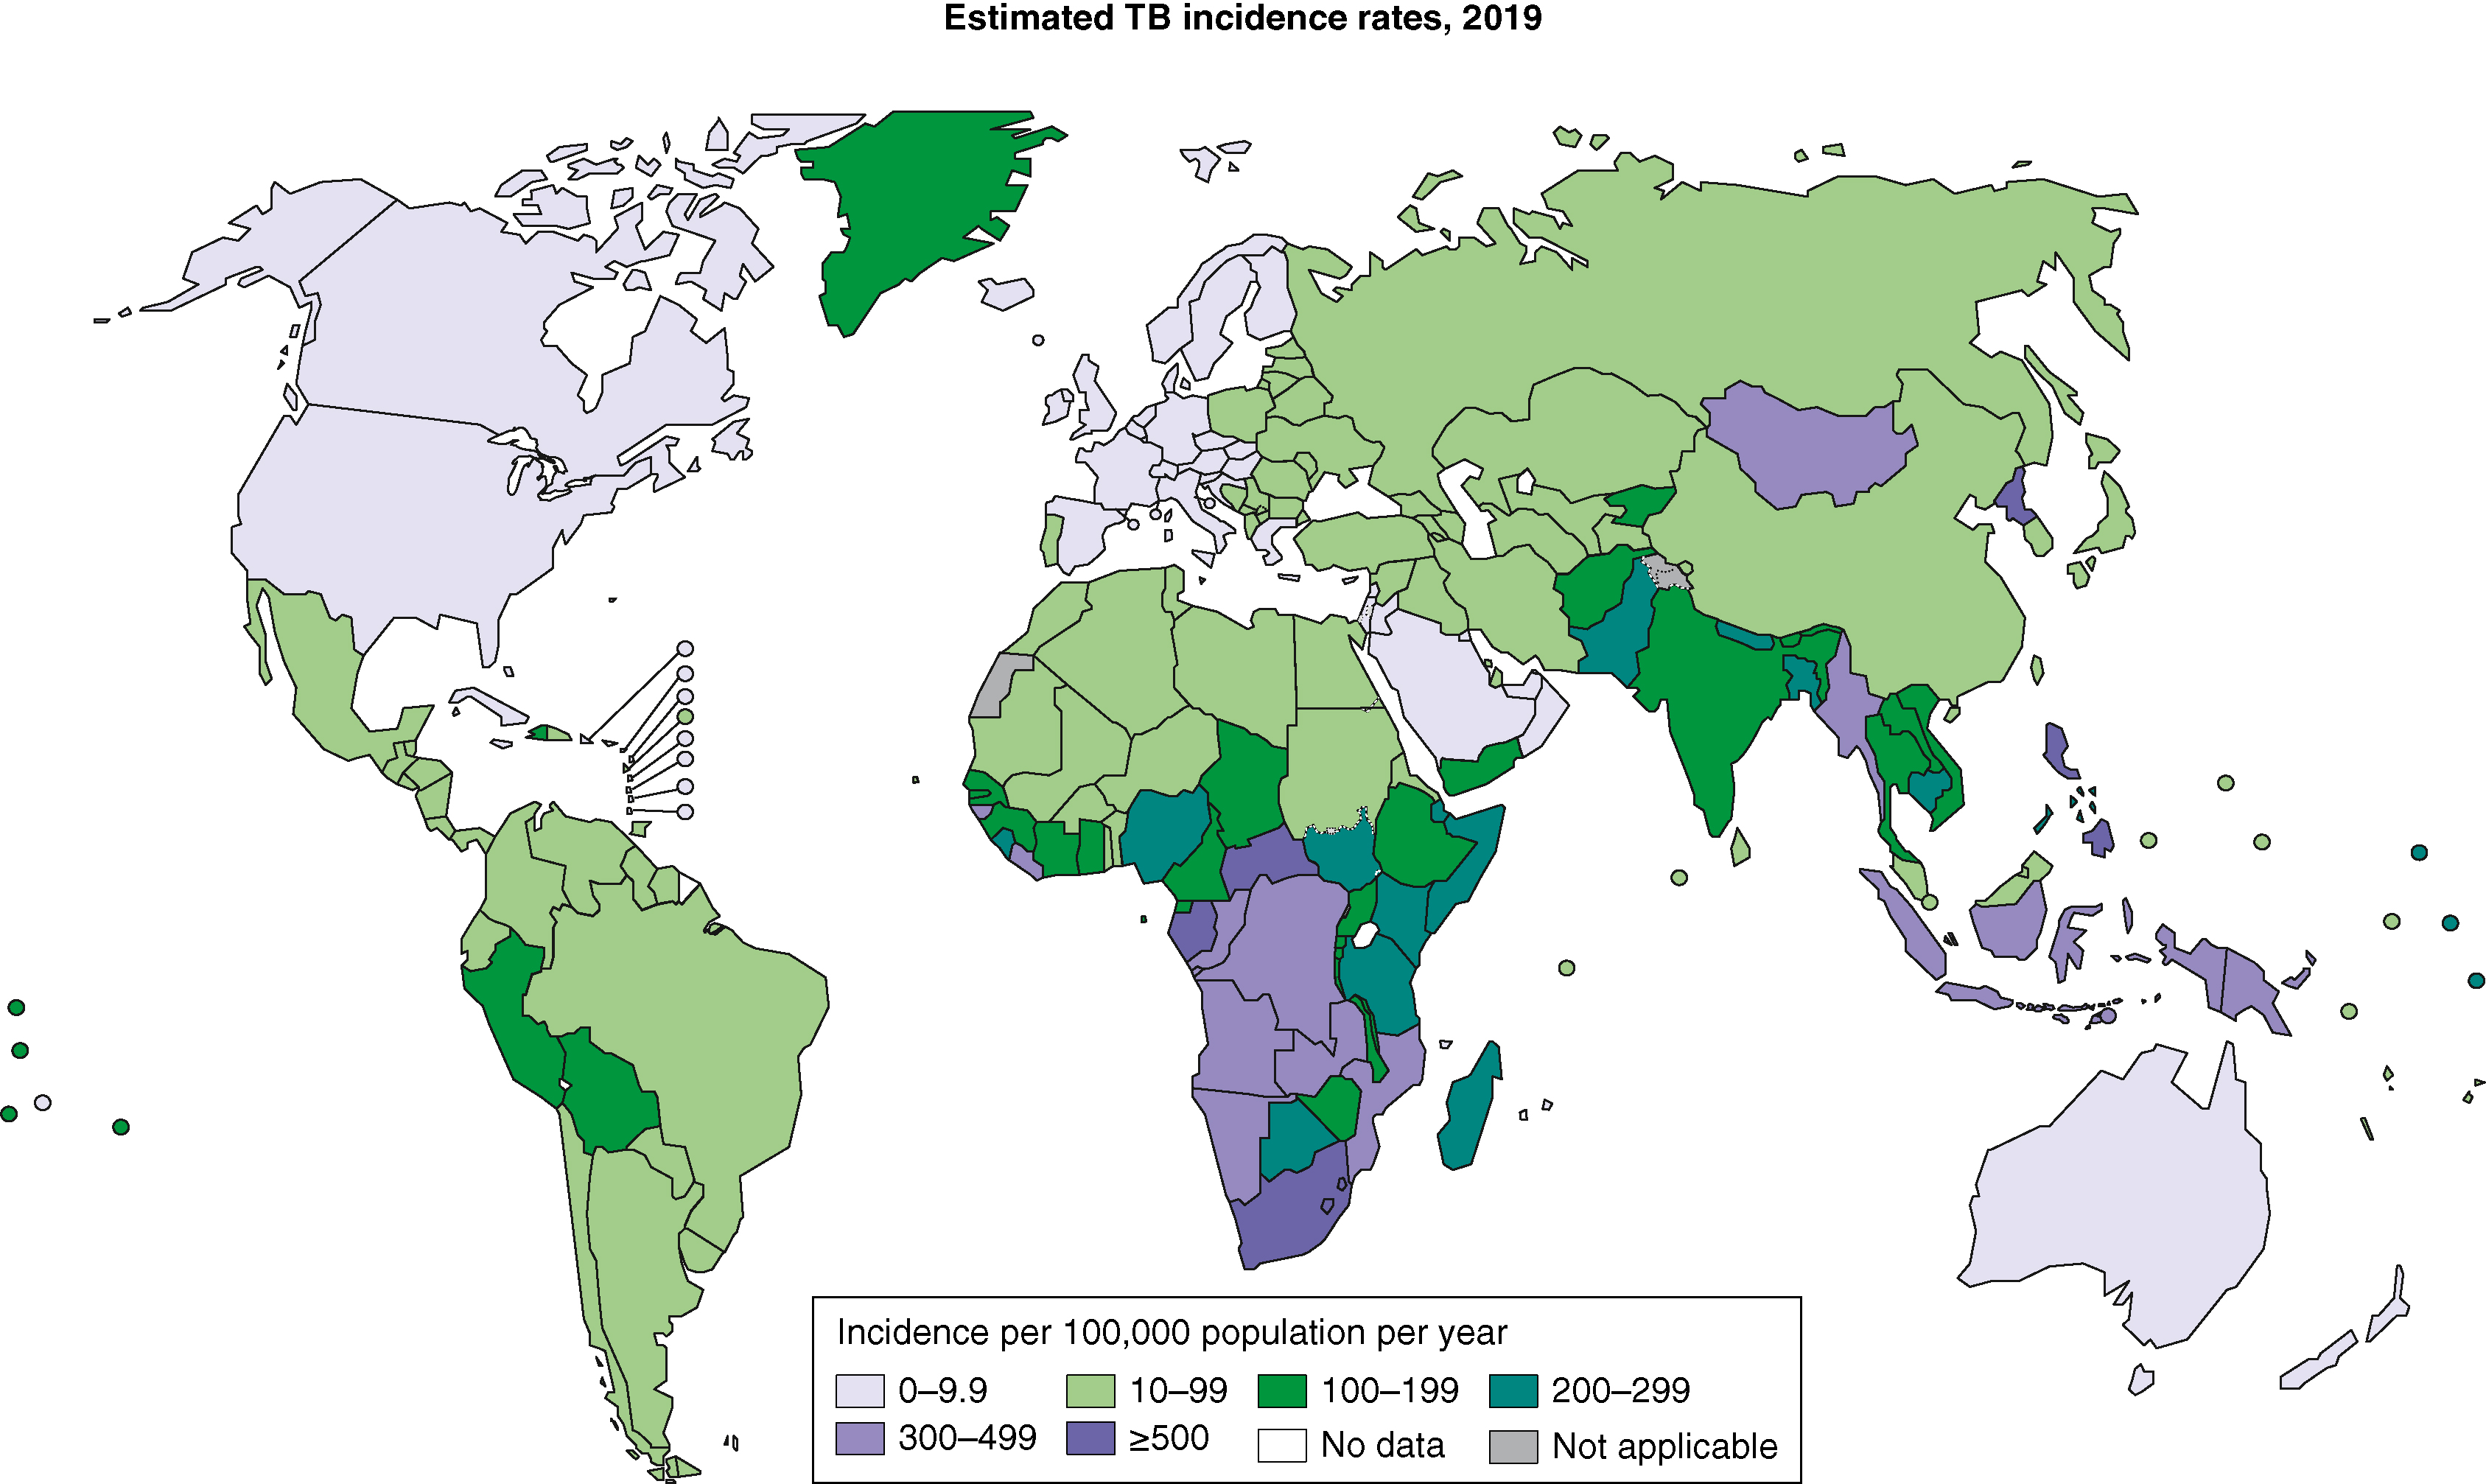 Estimated TB incidence rates, 2019
Incidence per 100,000 population per year
0–9.9 10–99 100–199 200–299
300–499 ≥500 No data Not applicable